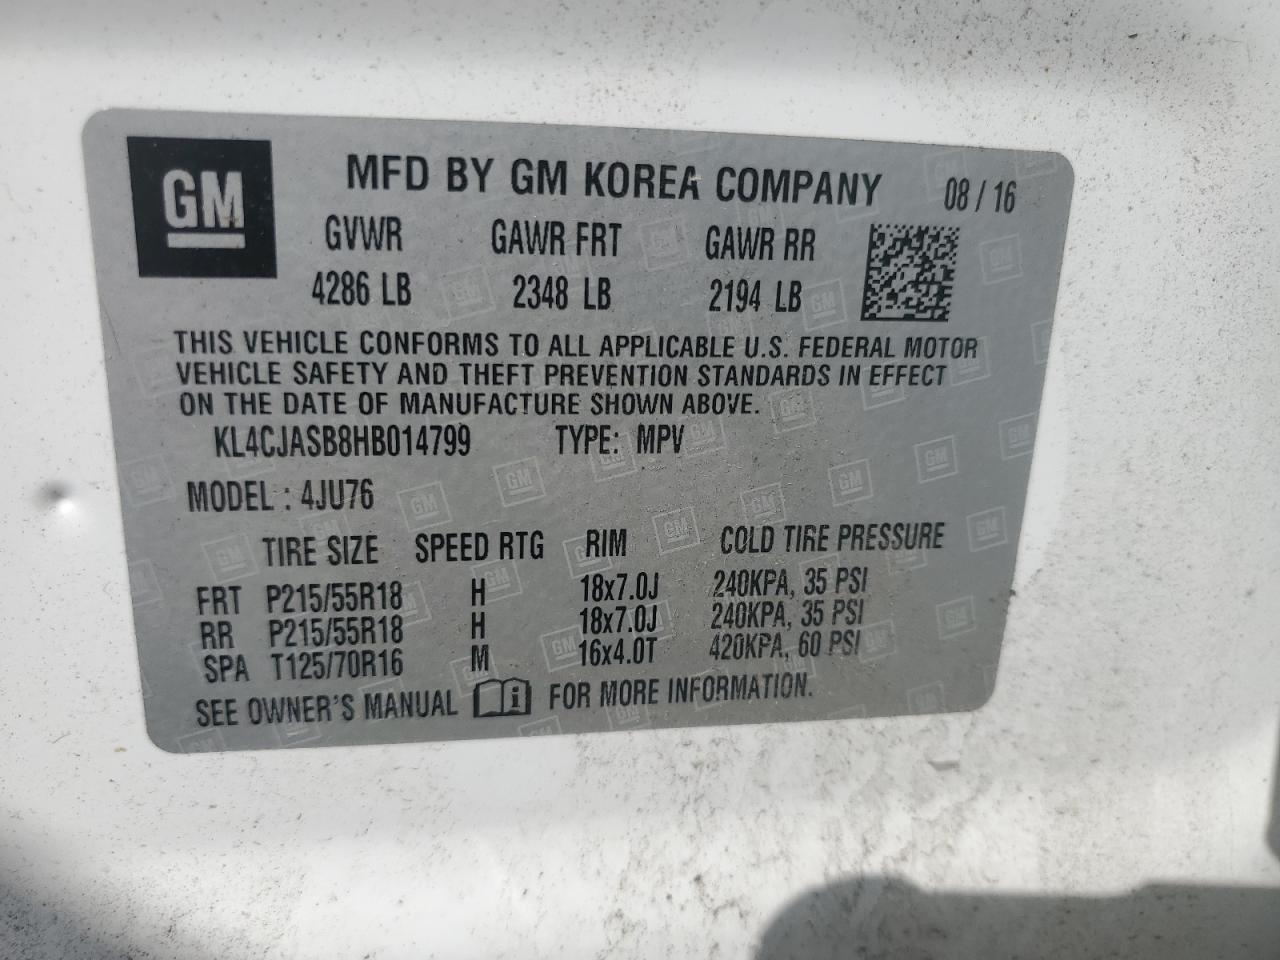 GM
MFD BY GM KOREA COMPANY 08 / 16
GVWR GAWR FRT GAWR RR
4286 LB 2348 LB 2194 LB
THIS VEHICLE CONFORMS TO ALL APPLICABLE U.S. FEDERAL MOTOR
VEHICLE SAFETY AND THEFT PREVENTION STANDARDS IN EFFECT
ON THE DATE OF MANUFACTURE SHOWN ABOVE.
KL4CJASB8HB014799 TYPE: MPV
MODEL : 4JU76
TIRE SIZE SPEED RTG RIM COLD TIRE PRESSURE
FRT P215/55R18 H 18x7.0J 240KPA, 35 PSI
RR P215/55R18 H 18x7.0J 240KPA, 35 PSI
SPA T125/70R16 M 16x4.0T 420KPA, 60 PSI
SEE OWNER'S MANUAL i FOR MORE INFORMATION.